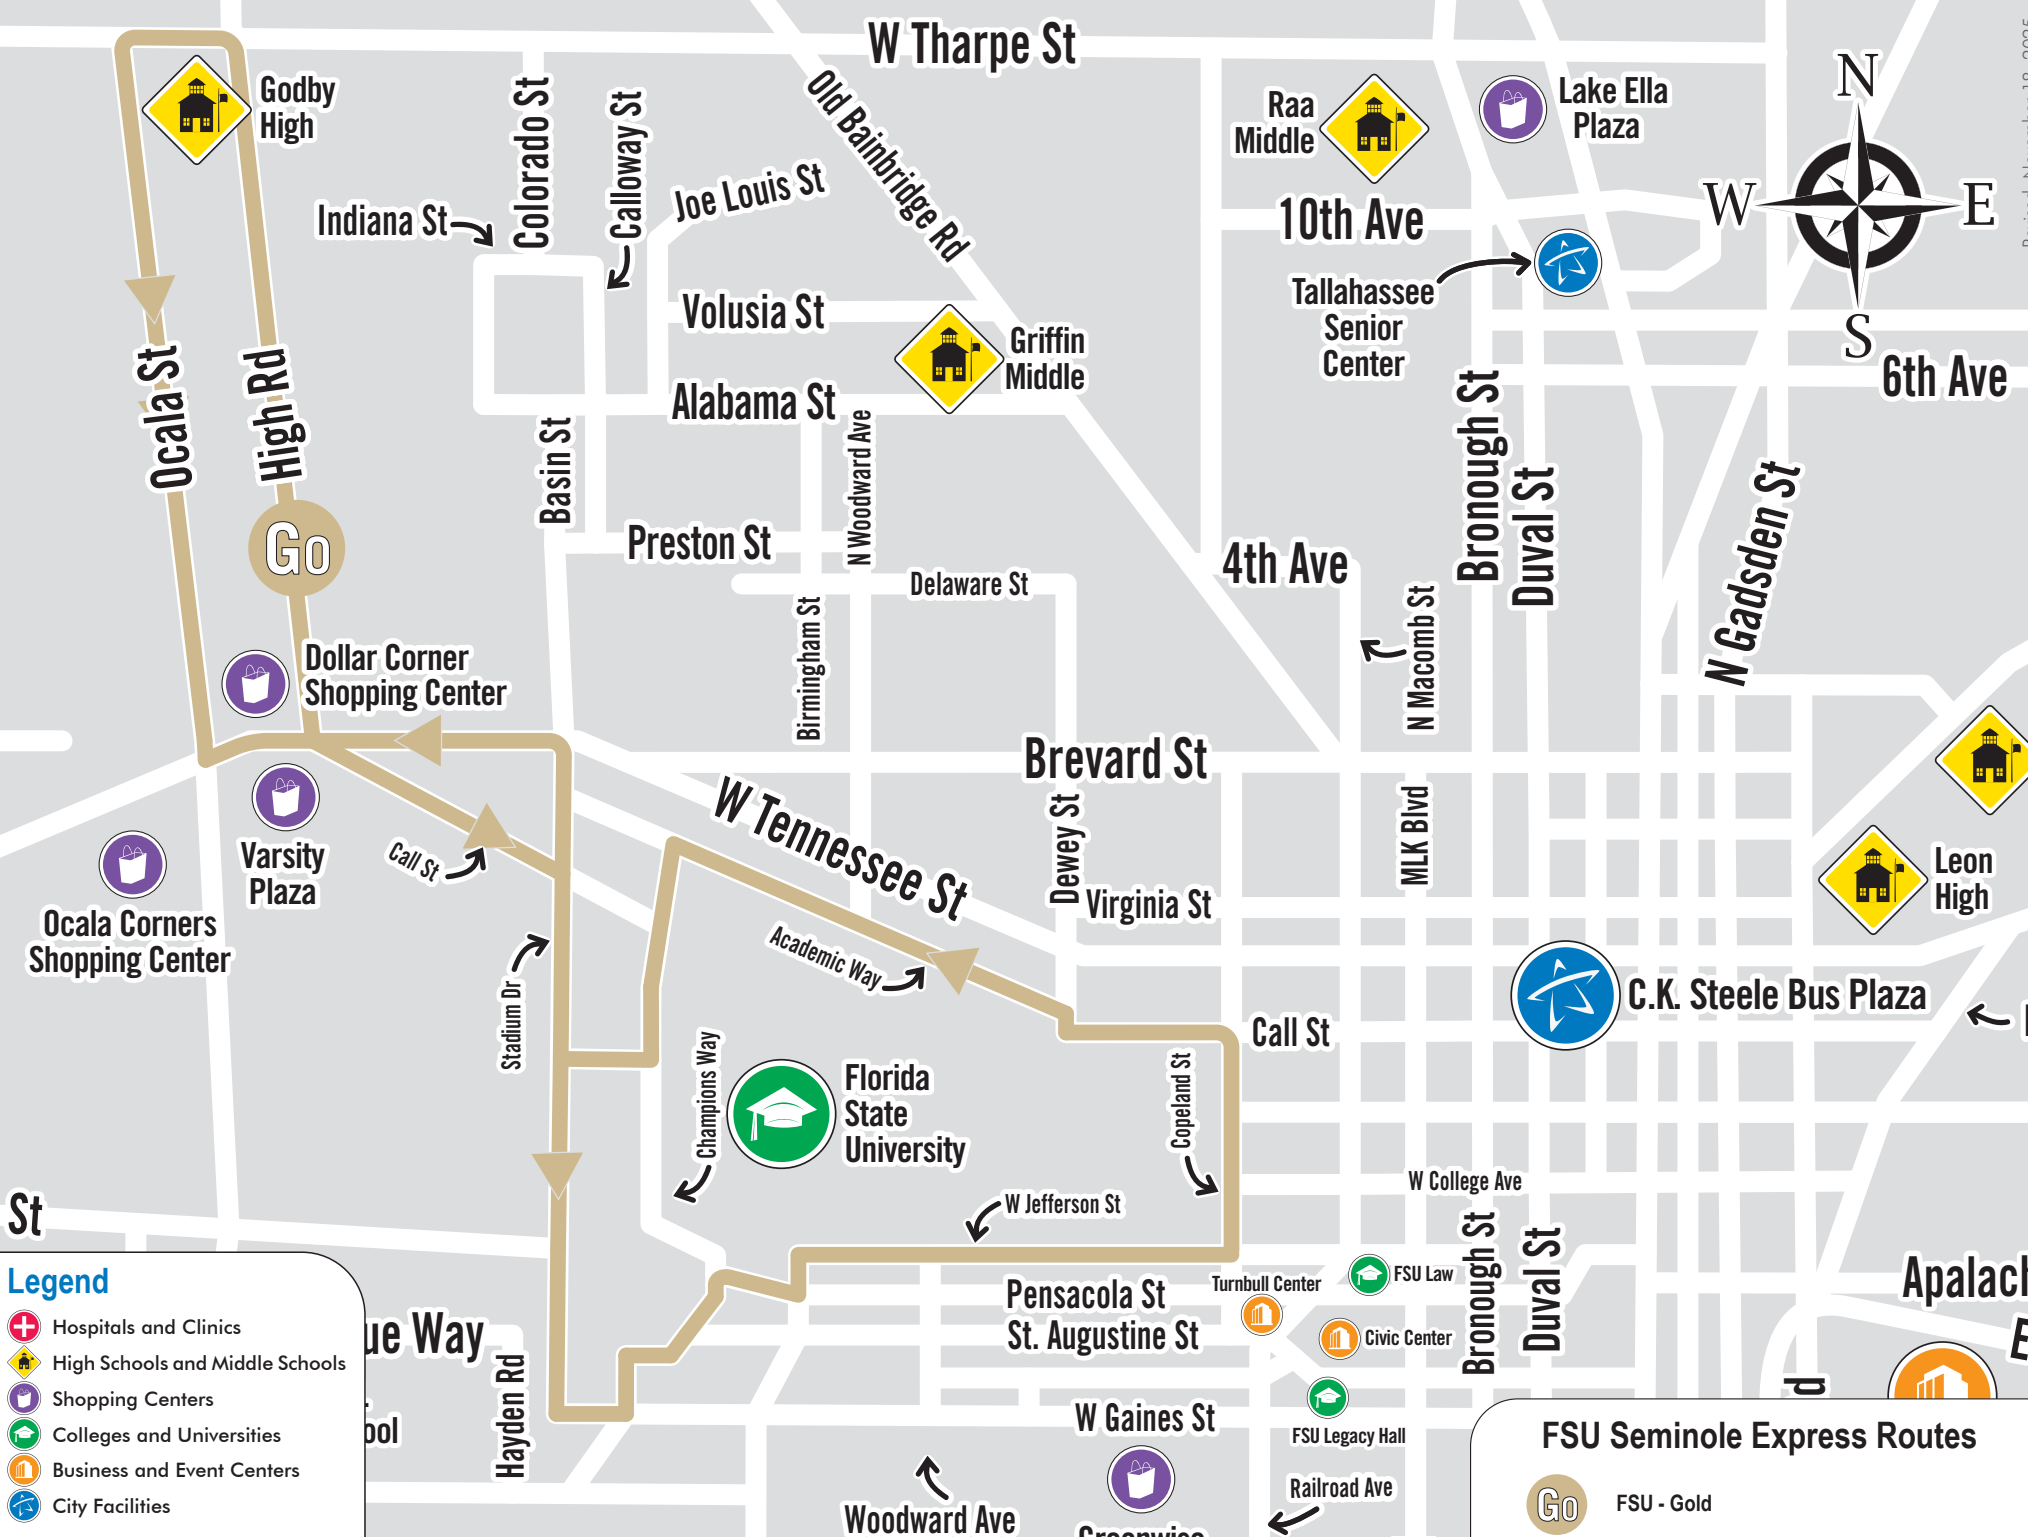 W Tharpe St
Godby
High
Colorado St
Calloway St
Old Bainbridge Rd
Raa
Middle
Lake Ella
Plaza
N
W
E
S
Indiana St
Joe Louis St
10th Ave
Tallahassee
Senior
Center
Volusia St
Griffin
Middle
6th Ave
Ocala St
High Rd
Alabama St
Basin St
N Woodward Ave
Bronough St
Duval St
N Gadsden St
Go
Preston St
4th Ave
Delaware St
Birmingham St
N Macomb St
Dollar Corner
Shopping Center
Brevard St
W Tennessee St
Dewey St
MLK Blvd
Varsity
Plaza
Call St
Virginia St
Leon
High
Ocala Corners
Shopping Center
Academic Way
Stadium Dr
C.K. Steele Bus Plaza
Call St
Champions Way
Florida
State
University
Copeland St
W College Ave
St
W Jefferson St
Bronough St
Duval St
Turnbull Center
FSU Law
Pensacola St
St. Augustine St
Civic Center
Apalach
ue Way
Hayden Rd
ool
W Gaines St
FSU Legacy Hall
Railroad Ave
Woodward Ave
Legend
Hospitals and Clinics
High Schools and Middle Schools
Shopping Centers
Colleges and Universities
Business and Event Centers
City Facilities
FSU Seminole Express Routes
Go
FSU - Gold